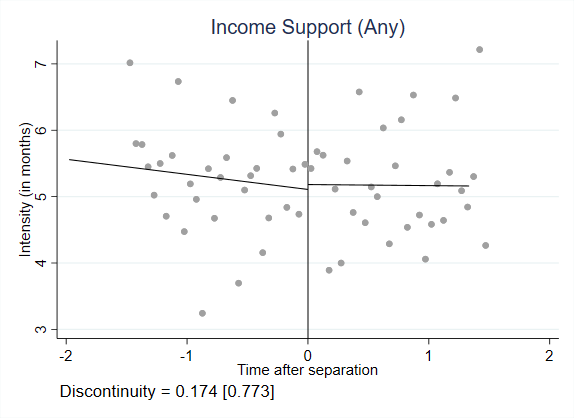 Income Support (Any)
Intensity (in months)
7
6
5
4
3
-2 -1 0 1 2
Time after separation
Discontinuity = 0.174 [0.773]